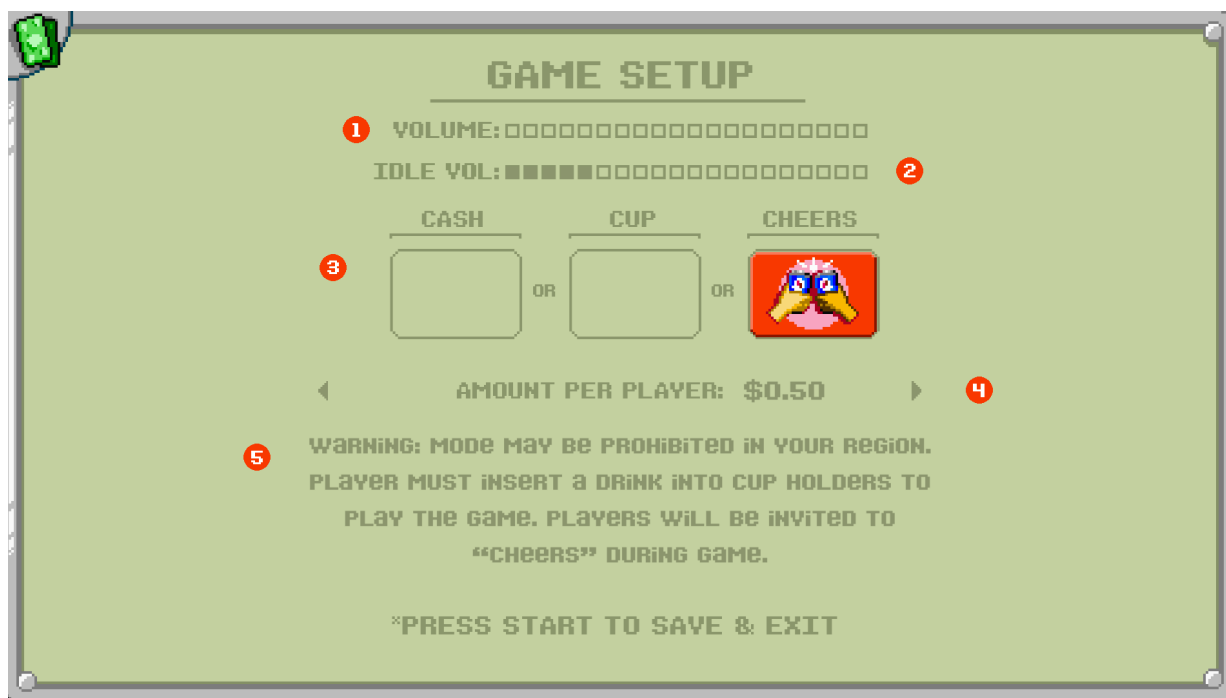 GAME SETUP
1 VOLUME:
IDLE VOL: 2
CASH CUP CHEERS
3 OR OR
AMOUNT PER PLAYER: $0.50 4
5 WARNING: MODE MAY BE PROHIBITED IN YOUR REGION.
PLAYER MUST INSERT A DRINK INTO CUP HOLDERS TO
PLAY THE GAME. PLAYERS WILL BE INVITED TO
“CHEERS” DURING GAME.
*PRESS START TO SAVE & EXIT